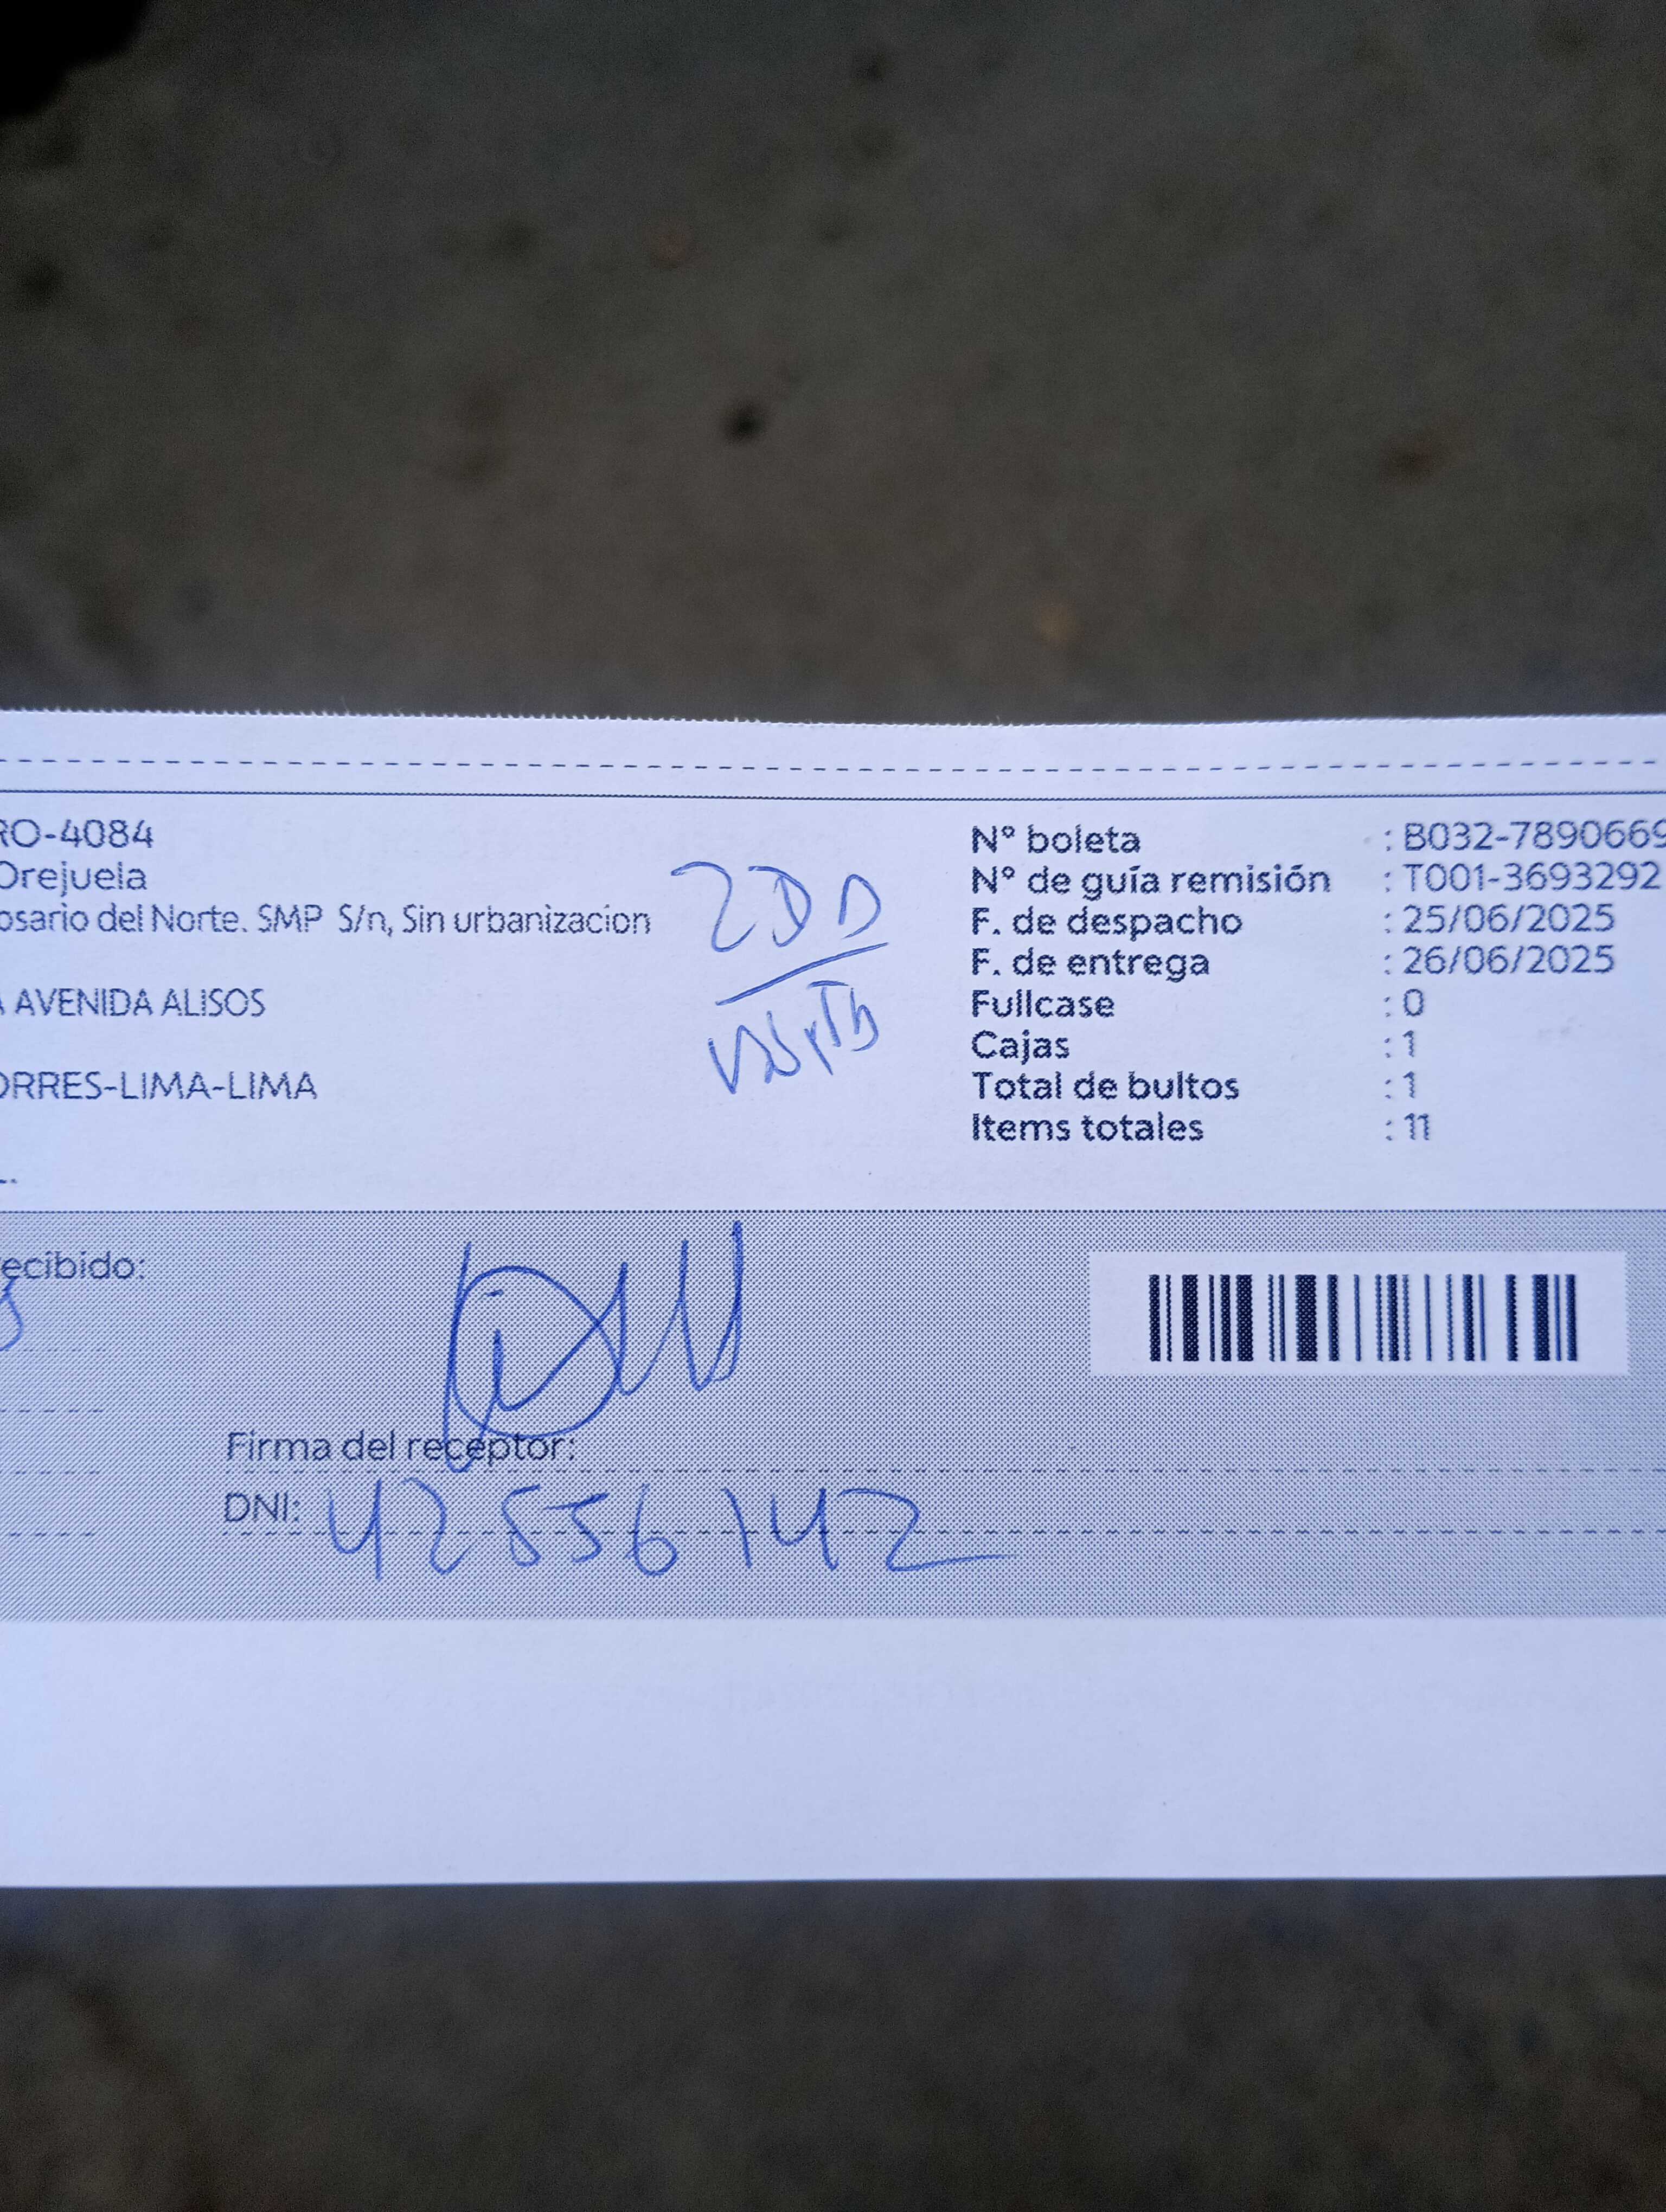 RO-4084
Orejuela
osario del Norte. SMP S/n, Sin urbanizacion
A AVENIDA ALISOS
ORRES-LIMA-LIMA
L.
Nº boleta : B032-7890669
Nº de guía remisión : T001-3693292
F. de despacho : 25/06/2025
F. de entrega : 26/06/2025
Fullcase : 0
Cajas : 1
Total de bultos : 1
Items totales : 11
ecibido:
Firma del receptor:
DNI: 42556142